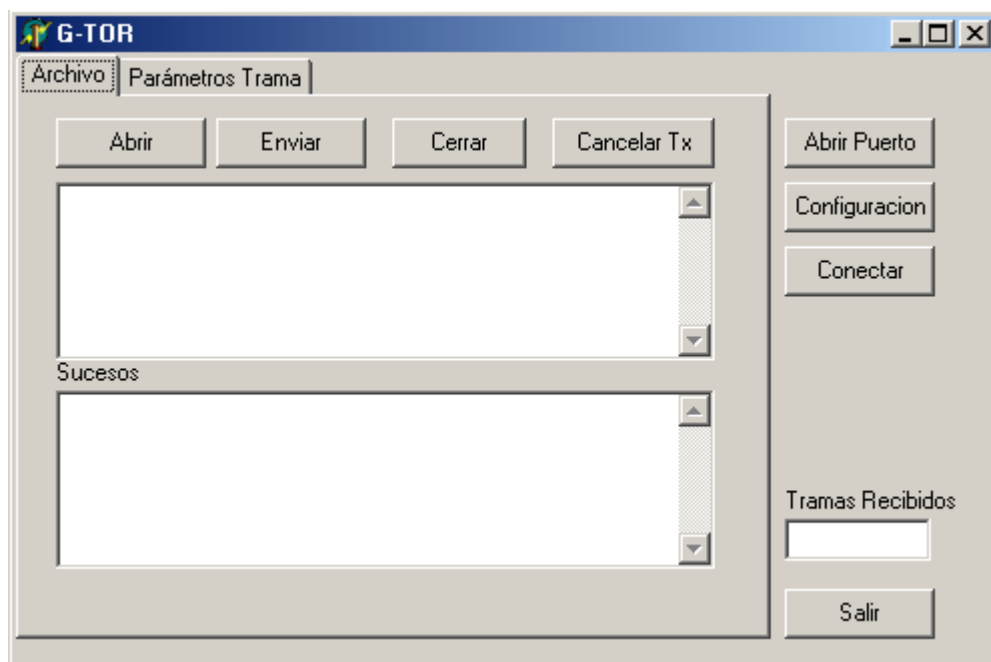 G-TOR
Archivo
Parámetros Trama
Abrir
Enviar
Cerrar
Cancelar Tx
Abrir Puerto
Configuracion
Conectar
Sucesos
Tramas Recibidos
Salir